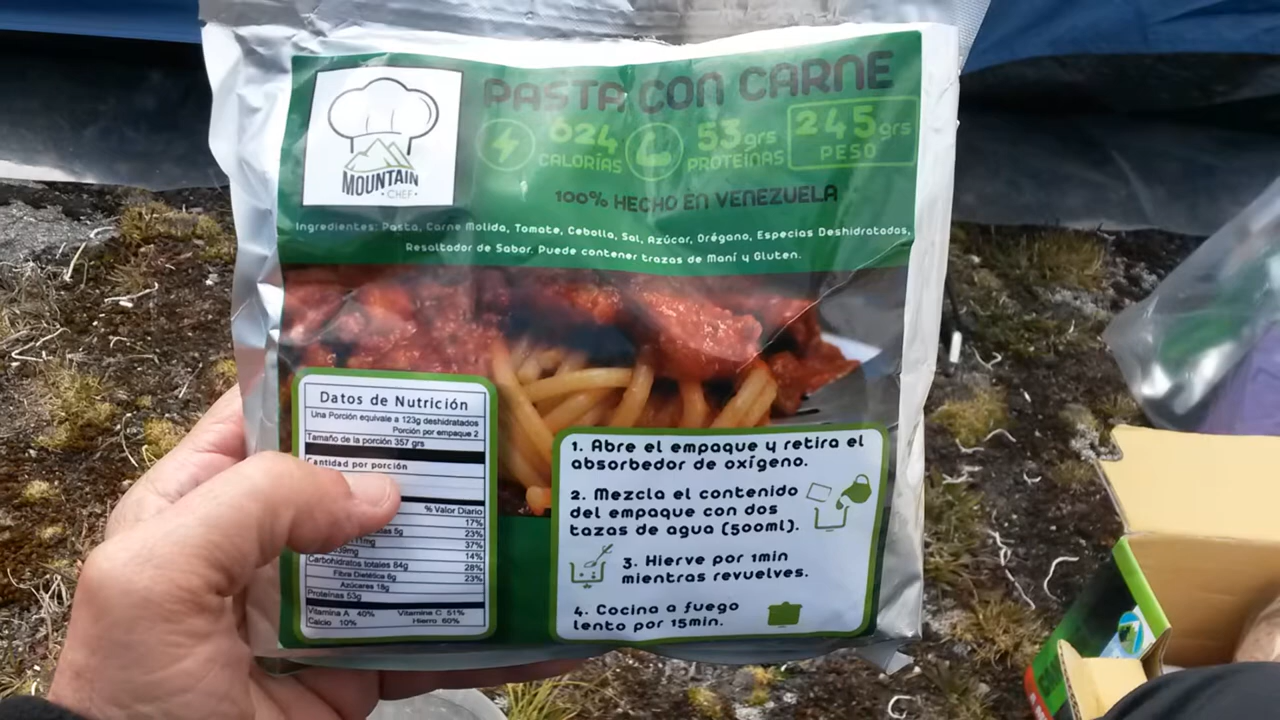 PASTA CON CARNE
624 CALORÍAS
53 grs PROTEÍNAS
245 grs PESO
MOUNTAIN
· CHEF ·
100% HECHO EN VENEZUELA
Ingredientes: Pasta, Carne Molida, Tomate, Cebolla, Sal, Azúcar, Orégano, Especias Deshidratadas,
Resaltador de Sabor. Puede contener trazas de Maní y Gluten.
Datos de Nutrición
Una Porción equivale a 123g deshidratados
Porción por empaque 2
Tamaño de la porción 357 grs
Cantidad por porción
% Valor Diario
17%
5g 23%
37%
14%
Carbohidratos totales 84g 28%
Fibra Dietética 6g 23%
Azúcares 18g
Proteínas 53g
Vitamina A 40% Vitamina C 51%
Calcio 10% Hierro 60%
1. Abre el empaque y retira el
absorbedor de oxígeno.
2. Mezcla el contenido
del empaque con dos
tazas de agua (500ml).
3. Hierve por 1min
mientras revuelves.
4. Cocina a fuego
lento por 15min.